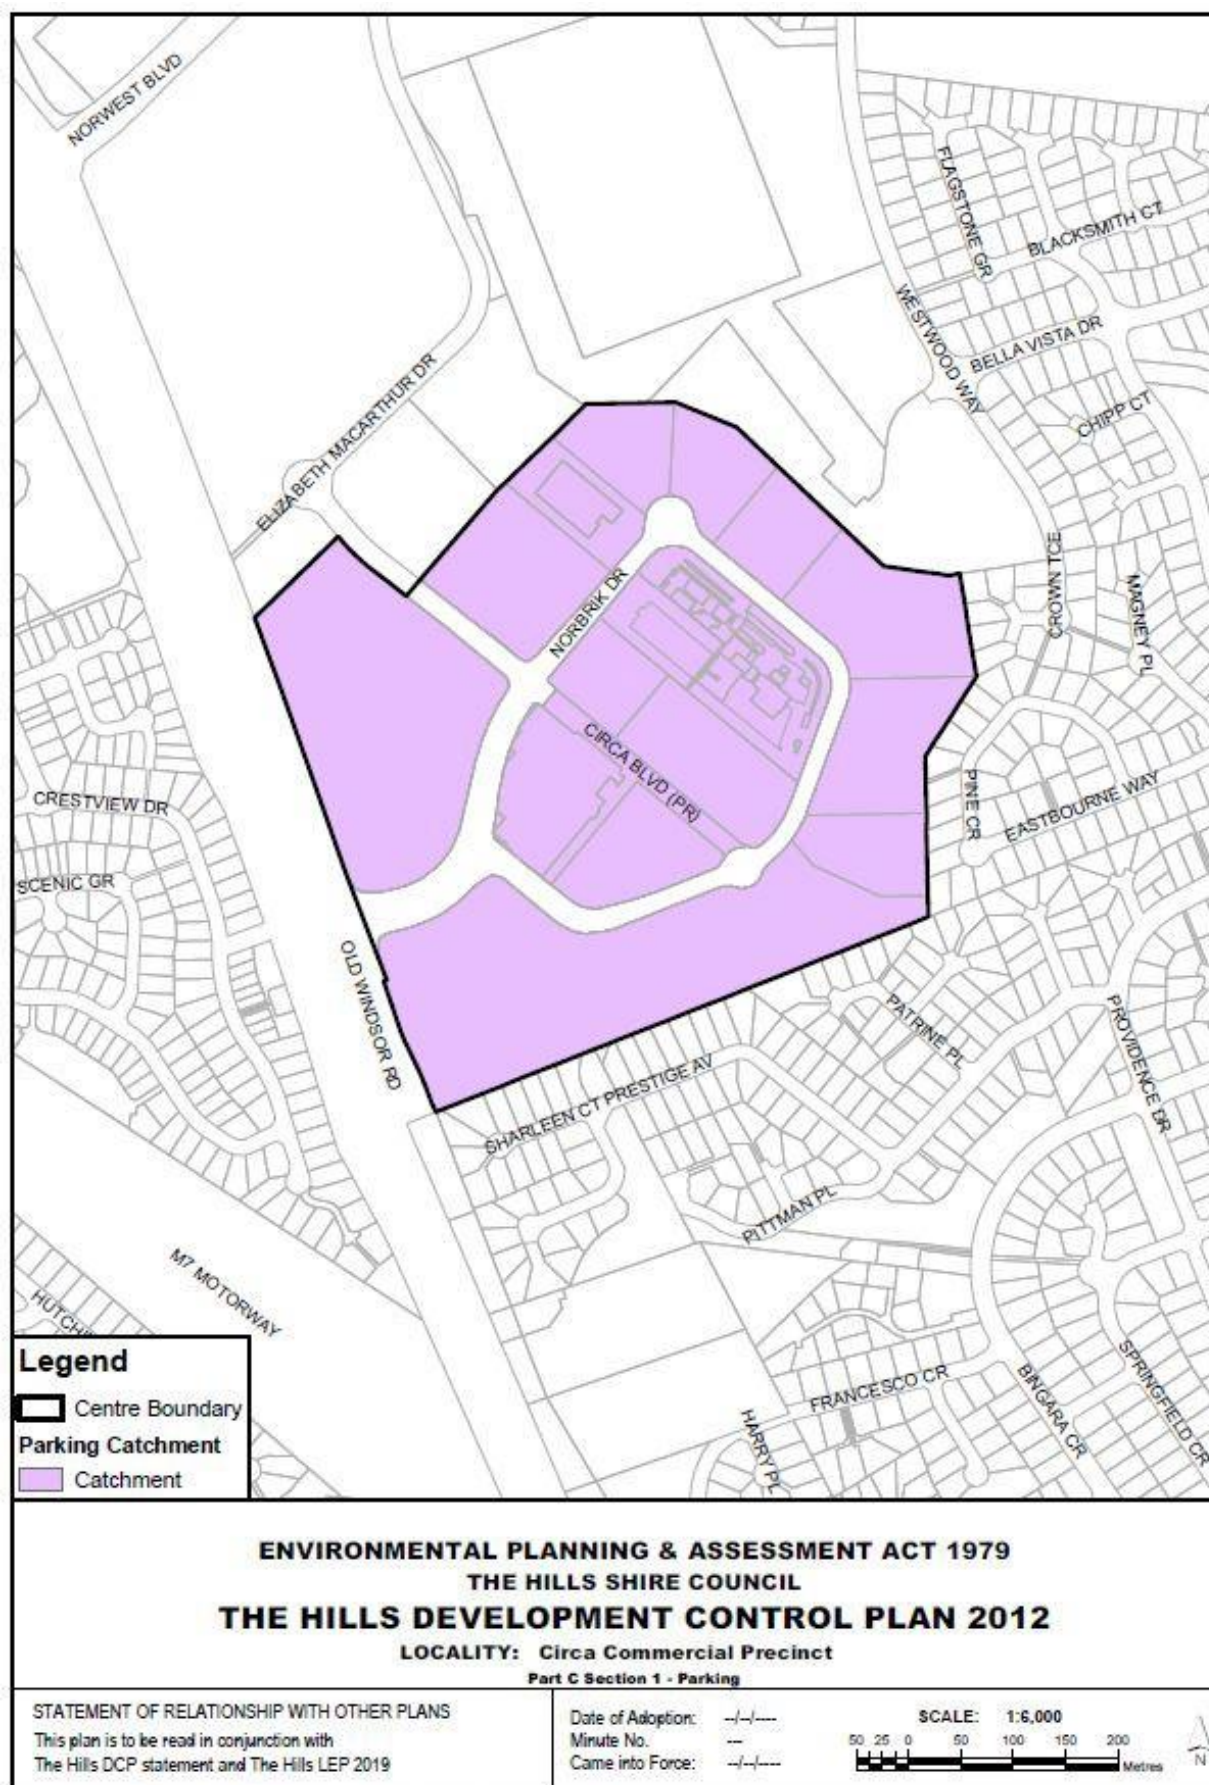 NORWEST BLVD
FLAGSTONE GR
BLACKSMITH CT
WESTWOOD WAY
BELLA VISTA DR
CHIPP CT
ELIZABETH MACARTHUR DR
CROWN TCE
MAGNEY PL
NORBRIK DR
CIRCA BLVD (PR)
PINE CR
EASTBOURNE WAY
CRESTVIEW DR
SCENIC GR
OLD WINDSOR RD
PATRINE PL
PROVIDENCE DR
SHARLEEN CT PRESTIGE AV
PITTMAN PL
M7 MOTORWAY
FRANCESCO CR
BINGARA CR
SPRINGFIELD CR
HARRY PL
Legend
Centre Boundary
Parking Catchment
Catchment
ENVIRONMENTAL PLANNING & ASSESSMENT ACT 1979
THE HILLS SHIRE COUNCIL
THE HILLS DEVELOPMENT CONTROL PLAN 2012
LOCALITY: Circa Commercial Precinct
Part C Section 1 - Parking
STATEMENT OF RELATIONSHIP WITH OTHER PLANS
This plan is to be read in conjunction with
The Hills DCP statement and The Hills LEP 2019
Date of Adoption: --/--/----
Minute No. ---
Came into Force: --/--/----
SCALE: 1:6,000
50 25 0 50 100 150 200
Metres
N